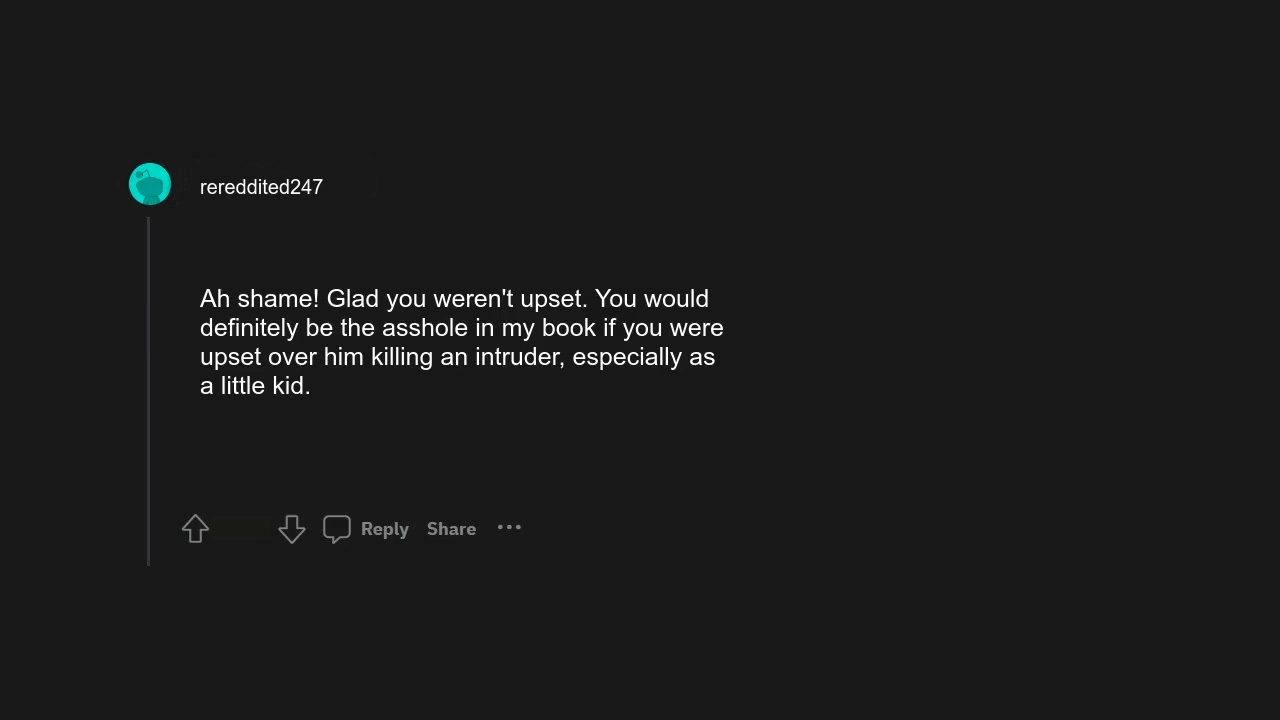 rereddited247
Ah shame! Glad you weren't upset. You would
definitely be the asshole in my book if you were
upset over him killing an intruder, especially as
a little kid.
Reply Share